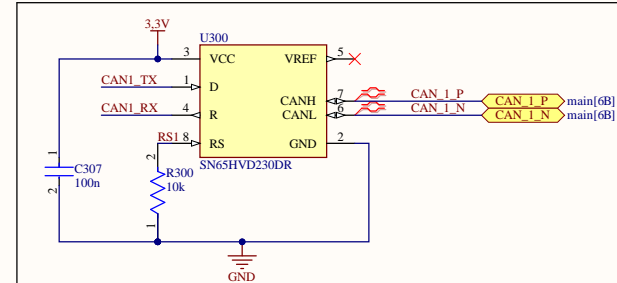 3.3V
U300
3 VCC VREF 5
CAN1_TX 1 D
CANH 7 CAN_1_P CAN_1_P main[6B]
CAN1_RX 4 R CANL 6 CAN_1_N CAN_1_N main[6B]
RS1 8 RS GND 2
SN65HVD230DR
1 C307 100n 2
2 R300 10k 1
GND